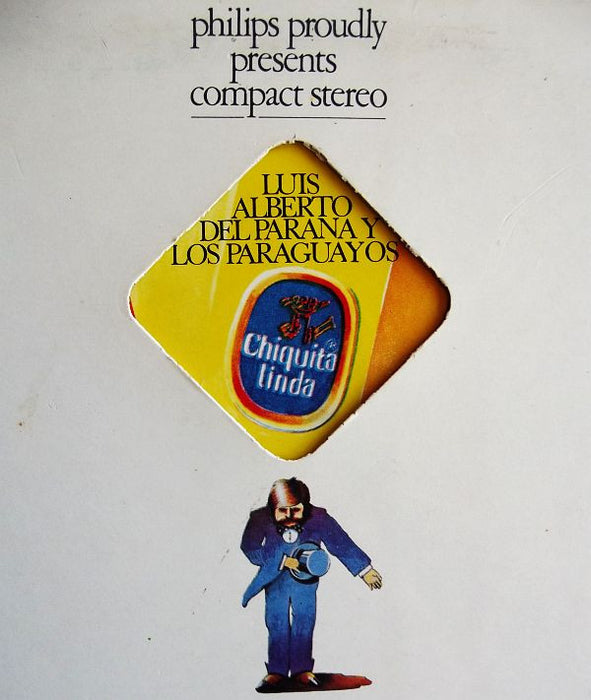 philips proudly
presents
compact stereo
LUIS
ALBERTO
DEL PARANA Y
LOS PARAGUAYOS
Chiquita
linda